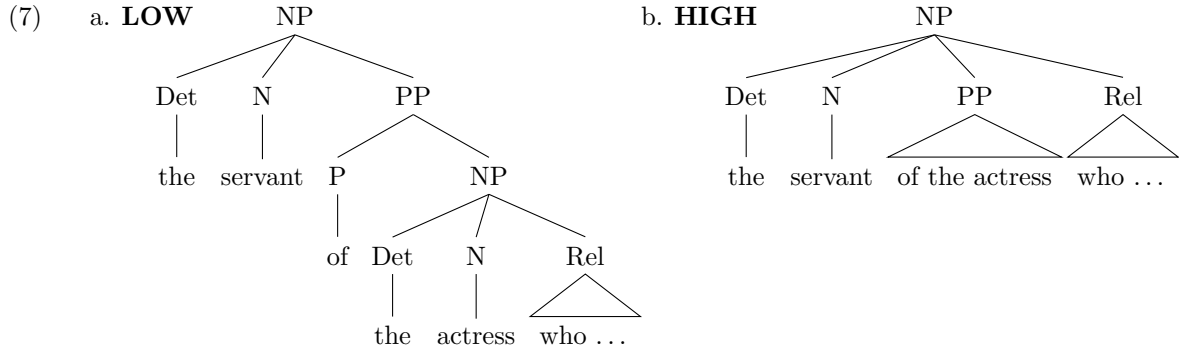 (7) a. LOW NP b. HIGH NP
Det N PP Det N PP Rel
the servant P NP the servant of the actress who …
of Det N Rel
the actress who …